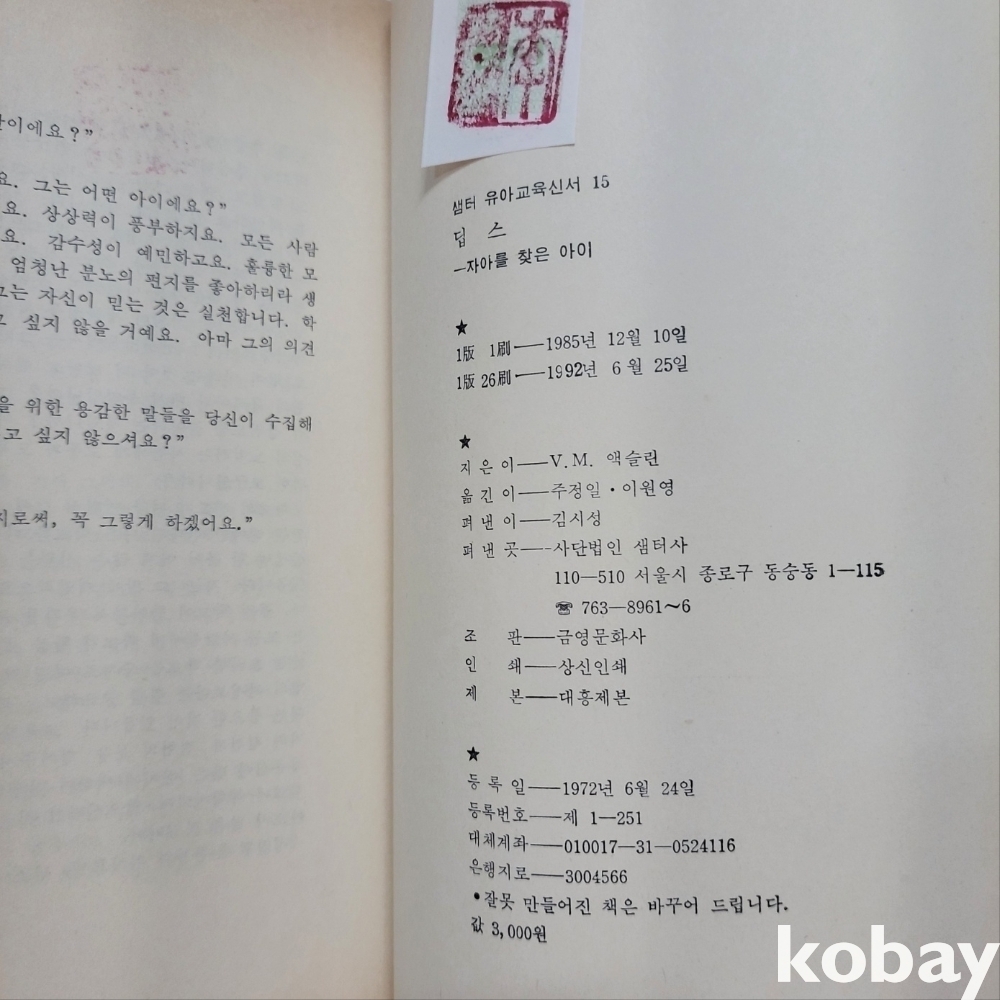 이에요?”
요. 그는 어떤 아이에요?”
요. 상상력이 풍부하지요. 모든 사람
요. 감수성이 예민하고요. 훌륭한 모
엄청난 분노의 편지를 좋아하리라 생
그는 자신이 믿는 것은 실천합니다. 학
고 싶지 않을 거예요. 아마 그의 의견
을 위한 용감한 말들을 당신이 수집해
고 싶지 않으셔요?”
지로써, 꼭 그렇게 하겠어요.”
샘터 유아교육신서 15
딥 스
—자아를 찾은 아이
★
1版 1刷——1985년 12월 10일
1版 26刷——1992년 6월 25일
★
지 은 이——V.M. 액슬린
옮 긴 이——주정일·이원영
펴 낸 이——김시성
펴 낸 곳——사단법인 샘터사
110—510 서울시 종로구 동숭동 1—115
☎ 763—8961~6
조 판——금영문화사
인 쇄——상신인쇄
제 본——대흥제본
★
등 록 일——1972년 6월 24일
등록번호——제 1—251
대체계좌——010017—31—0524116
은행지로——3004566
•잘못 만들어진 책은 바꾸어 드립니다.
값 3,000원
kobay